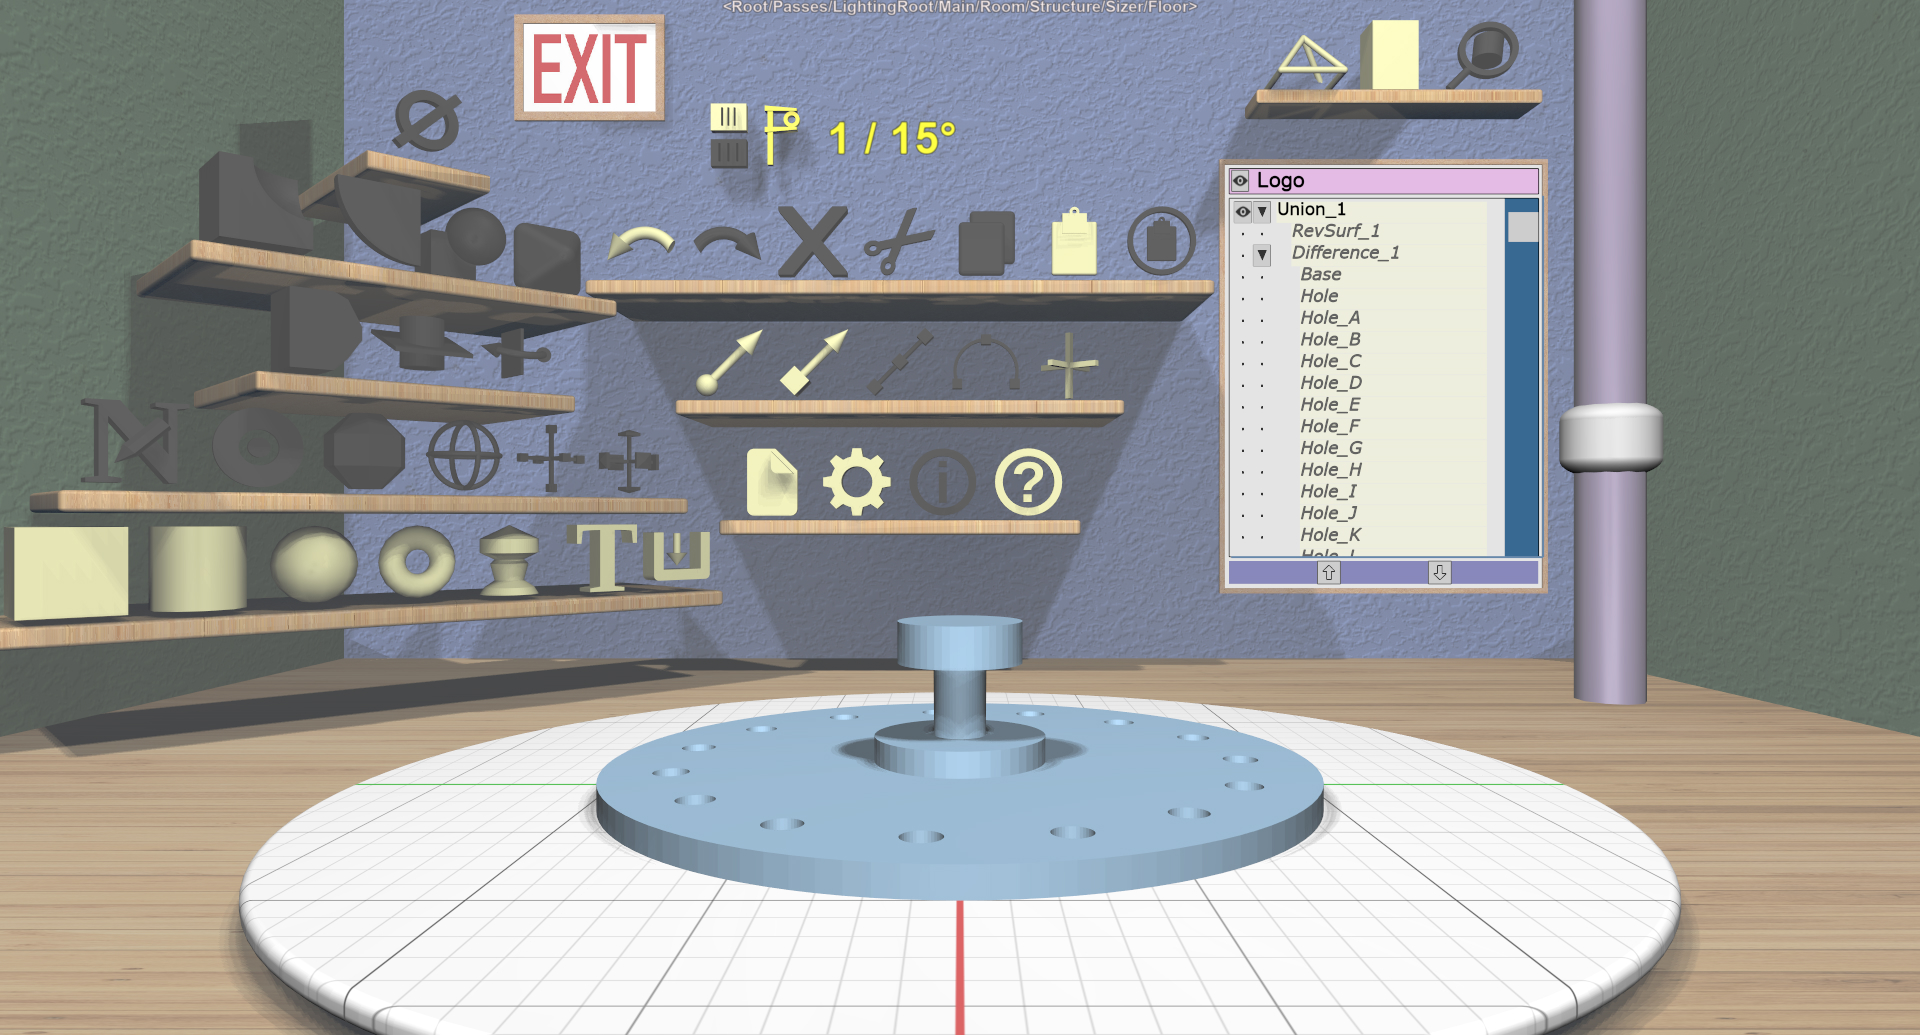 <Root/Passes/LightingRoot/Main/Room/Structure/Sizer/Floor>
EXIT
1 / 15°
Logo
Union_1
RevSurf_1
Difference_1
Base
Hole
Hole_A
Hole_B
Hole_C
Hole_D
Hole_E
Hole_F
Hole_G
Hole_H
Hole_I
Hole_J
Hole_K